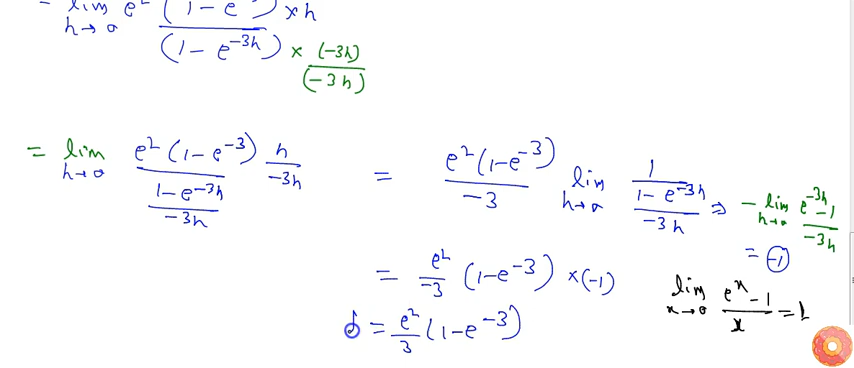 = lim h→0 e² (1 - e⁻³) × h / (1 - e^{-3h}) × (-3h)/(-3h)
= lim h→0 e² (1 - e⁻³) / ((1 - e^{-3h}) / -3h) h / -3h = e² (1 - e⁻³) / -3 lim h→0 1 / ((1 - e^{-3h}) / -3h) ⇒ - lim h→0 (e^{-3h} - 1) / -3h
= -1
= e² / -3 (1 - e⁻³) × (-1)
lim x→0 (eˣ - 1) / x = 1
= e² / 3 (1 - e⁻³)